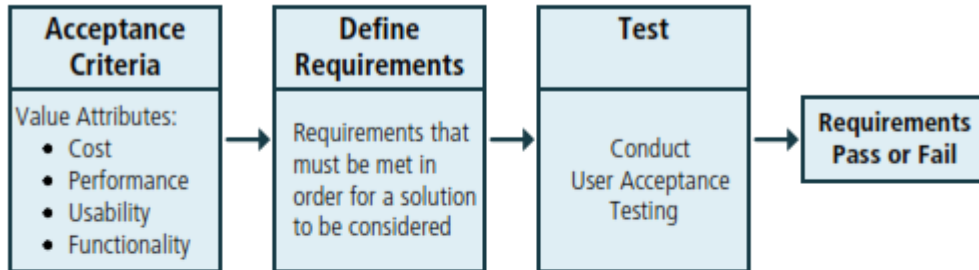 Acceptance
Criteria
Value Attributes:
• Cost
• Performance
• Usability
• Functionality
Define
Requirements
Requirements that
must be met in
order for a solution
to be considered
Test
Conduct
User Acceptance
Testing
Requirements
Pass or Fail